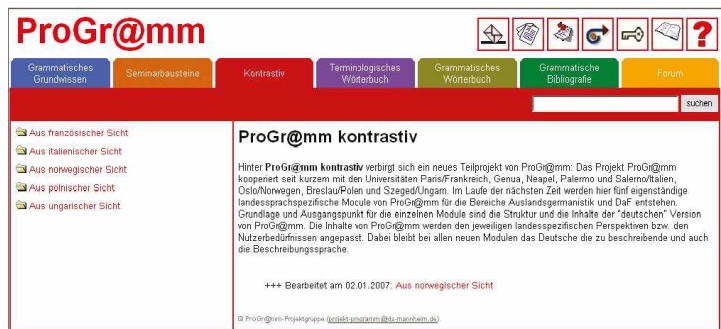 ProGr@mm
Grammatisches Grundwissen
Seminarbausteine
Kontrastiv
Terminologisches Wörterbuch
Grammatisches Wörterbuch
Grammatische Bibliografie
Forum
suchen
Aus französischer Sicht
Aus italienischer Sicht
Aus norwegischer Sicht
Aus polnischer Sicht
Aus ungarischer Sicht
ProGr@mm kontrastiv
Hinter ProGr@mm kontrastiv verbirgt sich ein neues Teilprojekt von ProGr@mm: Das Projekt ProGr@mm
kooperiert seit kurzem mit den Universitäten Paris/Frankreich, Genua, Neapel, Palermo und Salerno/Italien,
Oslo/Norwegen, Breslau/Polen und Szeged/Ungarn. Im Laufe der nächsten Zeit werden hier fünf eigenständige
landessprachspezifische Mocule von ProGr@mm für die Bereiche Auslandsgermanistik und DaF entstehen.
Grundlage und Ausgangspunkt für die einzelnen Module sind die Struktur und die Inhalte der "deutschen" Version
von ProGr@mm. Die Inhalte von ProGr@mm werden den jeweiligen landesspezifischen Perspektiven bzw. den
Nutzerbedürfnissen angepasst. Dabei bleibt bei allen neuen Modulen das Deutsche die zu beschreibende und auch
die Beschreibungssprache.
+++ Bearbeitet am 02.01.2007: Aus norwegischer Sicht
© ProGr@mm-Projektgruppe (projekt-programm@ids-mannheim.de).